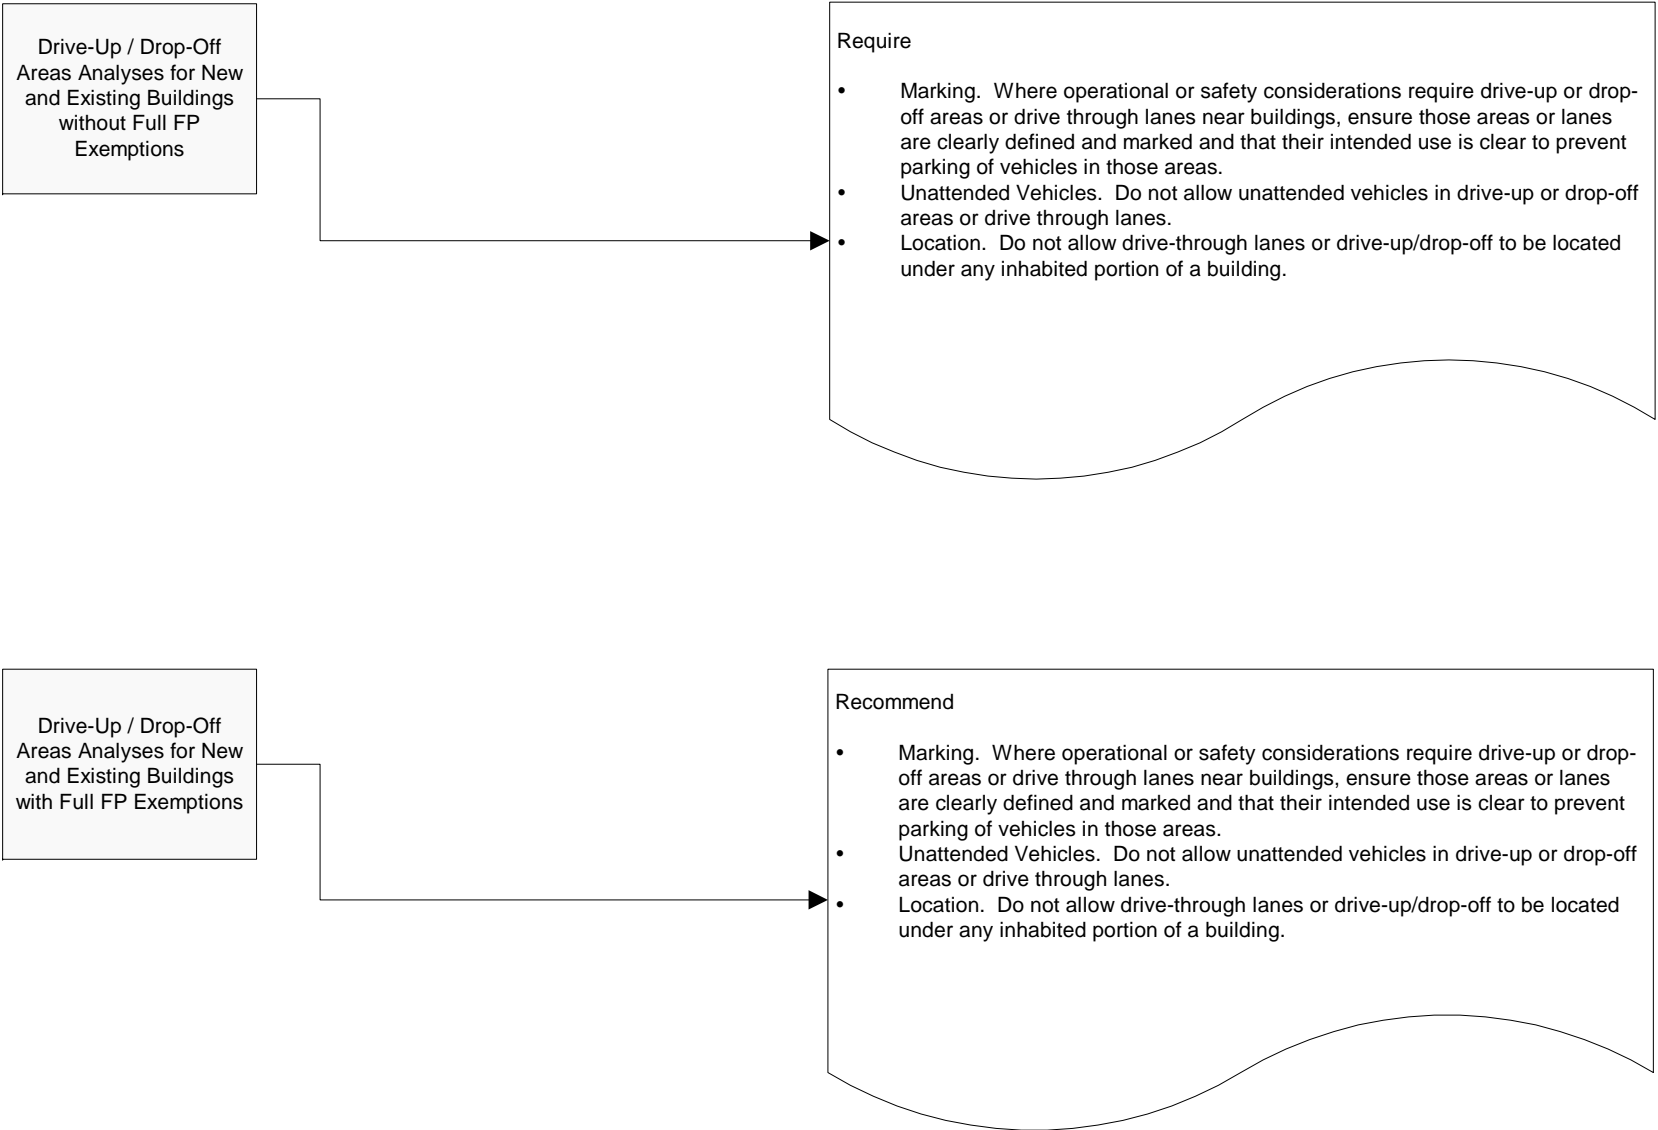 Drive-Up / Drop-Off
Areas Analyses for New
and Existing Buildings
without Full FP
Exemptions
Require
• Marking.  Where operational or safety considerations require drive-up or drop-
off areas or drive through lanes near buildings, ensure those areas or lanes
are clearly defined and marked and that their intended use is clear to prevent
parking of vehicles in those areas.
• Unattended Vehicles.  Do not allow unattended vehicles in drive-up or drop-off
areas or drive through lanes.
• Location.  Do not allow drive-through lanes or drive-up/drop-off to be located
under any inhabited portion of a building.
Drive-Up / Drop-Off
Areas Analyses for New
and Existing Buildings
with Full FP Exemptions
Recommend
• Marking.  Where operational or safety considerations require drive-up or drop-
off areas or drive through lanes near buildings, ensure those areas or lanes
are clearly defined and marked and that their intended use is clear to prevent
parking of vehicles in those areas.
• Unattended Vehicles.  Do not allow unattended vehicles in drive-up or drop-off
areas or drive through lanes.
• Location.  Do not allow drive-through lanes or drive-up/drop-off to be located
under any inhabited portion of a building.